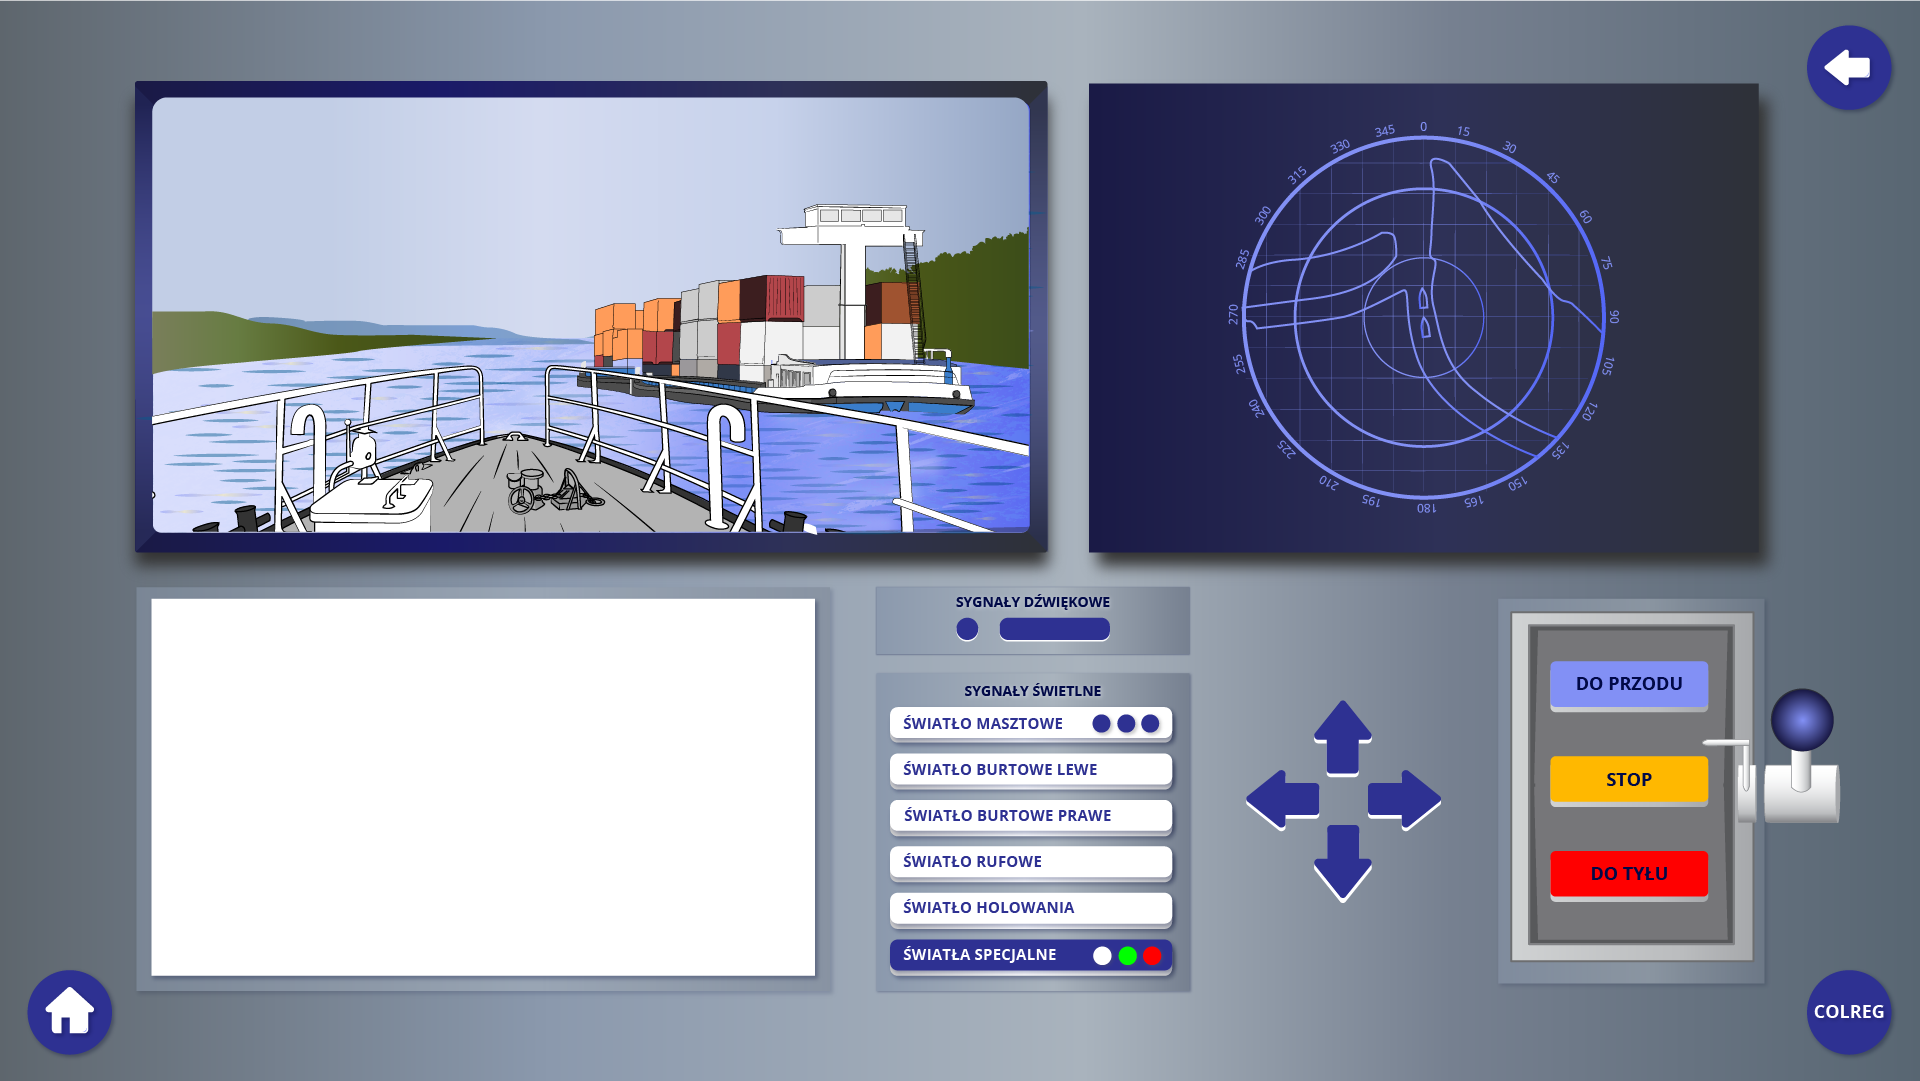 0
15
30
45
60
75
90
105
120
135
150
165
180
195
210
225
240
255
270
285
300
315
330
345
SYGNAŁY DŹWIĘKOWE
SYGNAŁY ŚWIETLNE
ŚWIATŁO MASZTOWE
ŚWIATŁO BURTOWE LEWE
ŚWIATŁO BURTOWE PRAWE
ŚWIATŁO RUFOWE
ŚWIATŁO HOLOWANIA
ŚWIATŁA SPECJALNE
DO PRZODU
STOP
DO TYŁU
COLREG